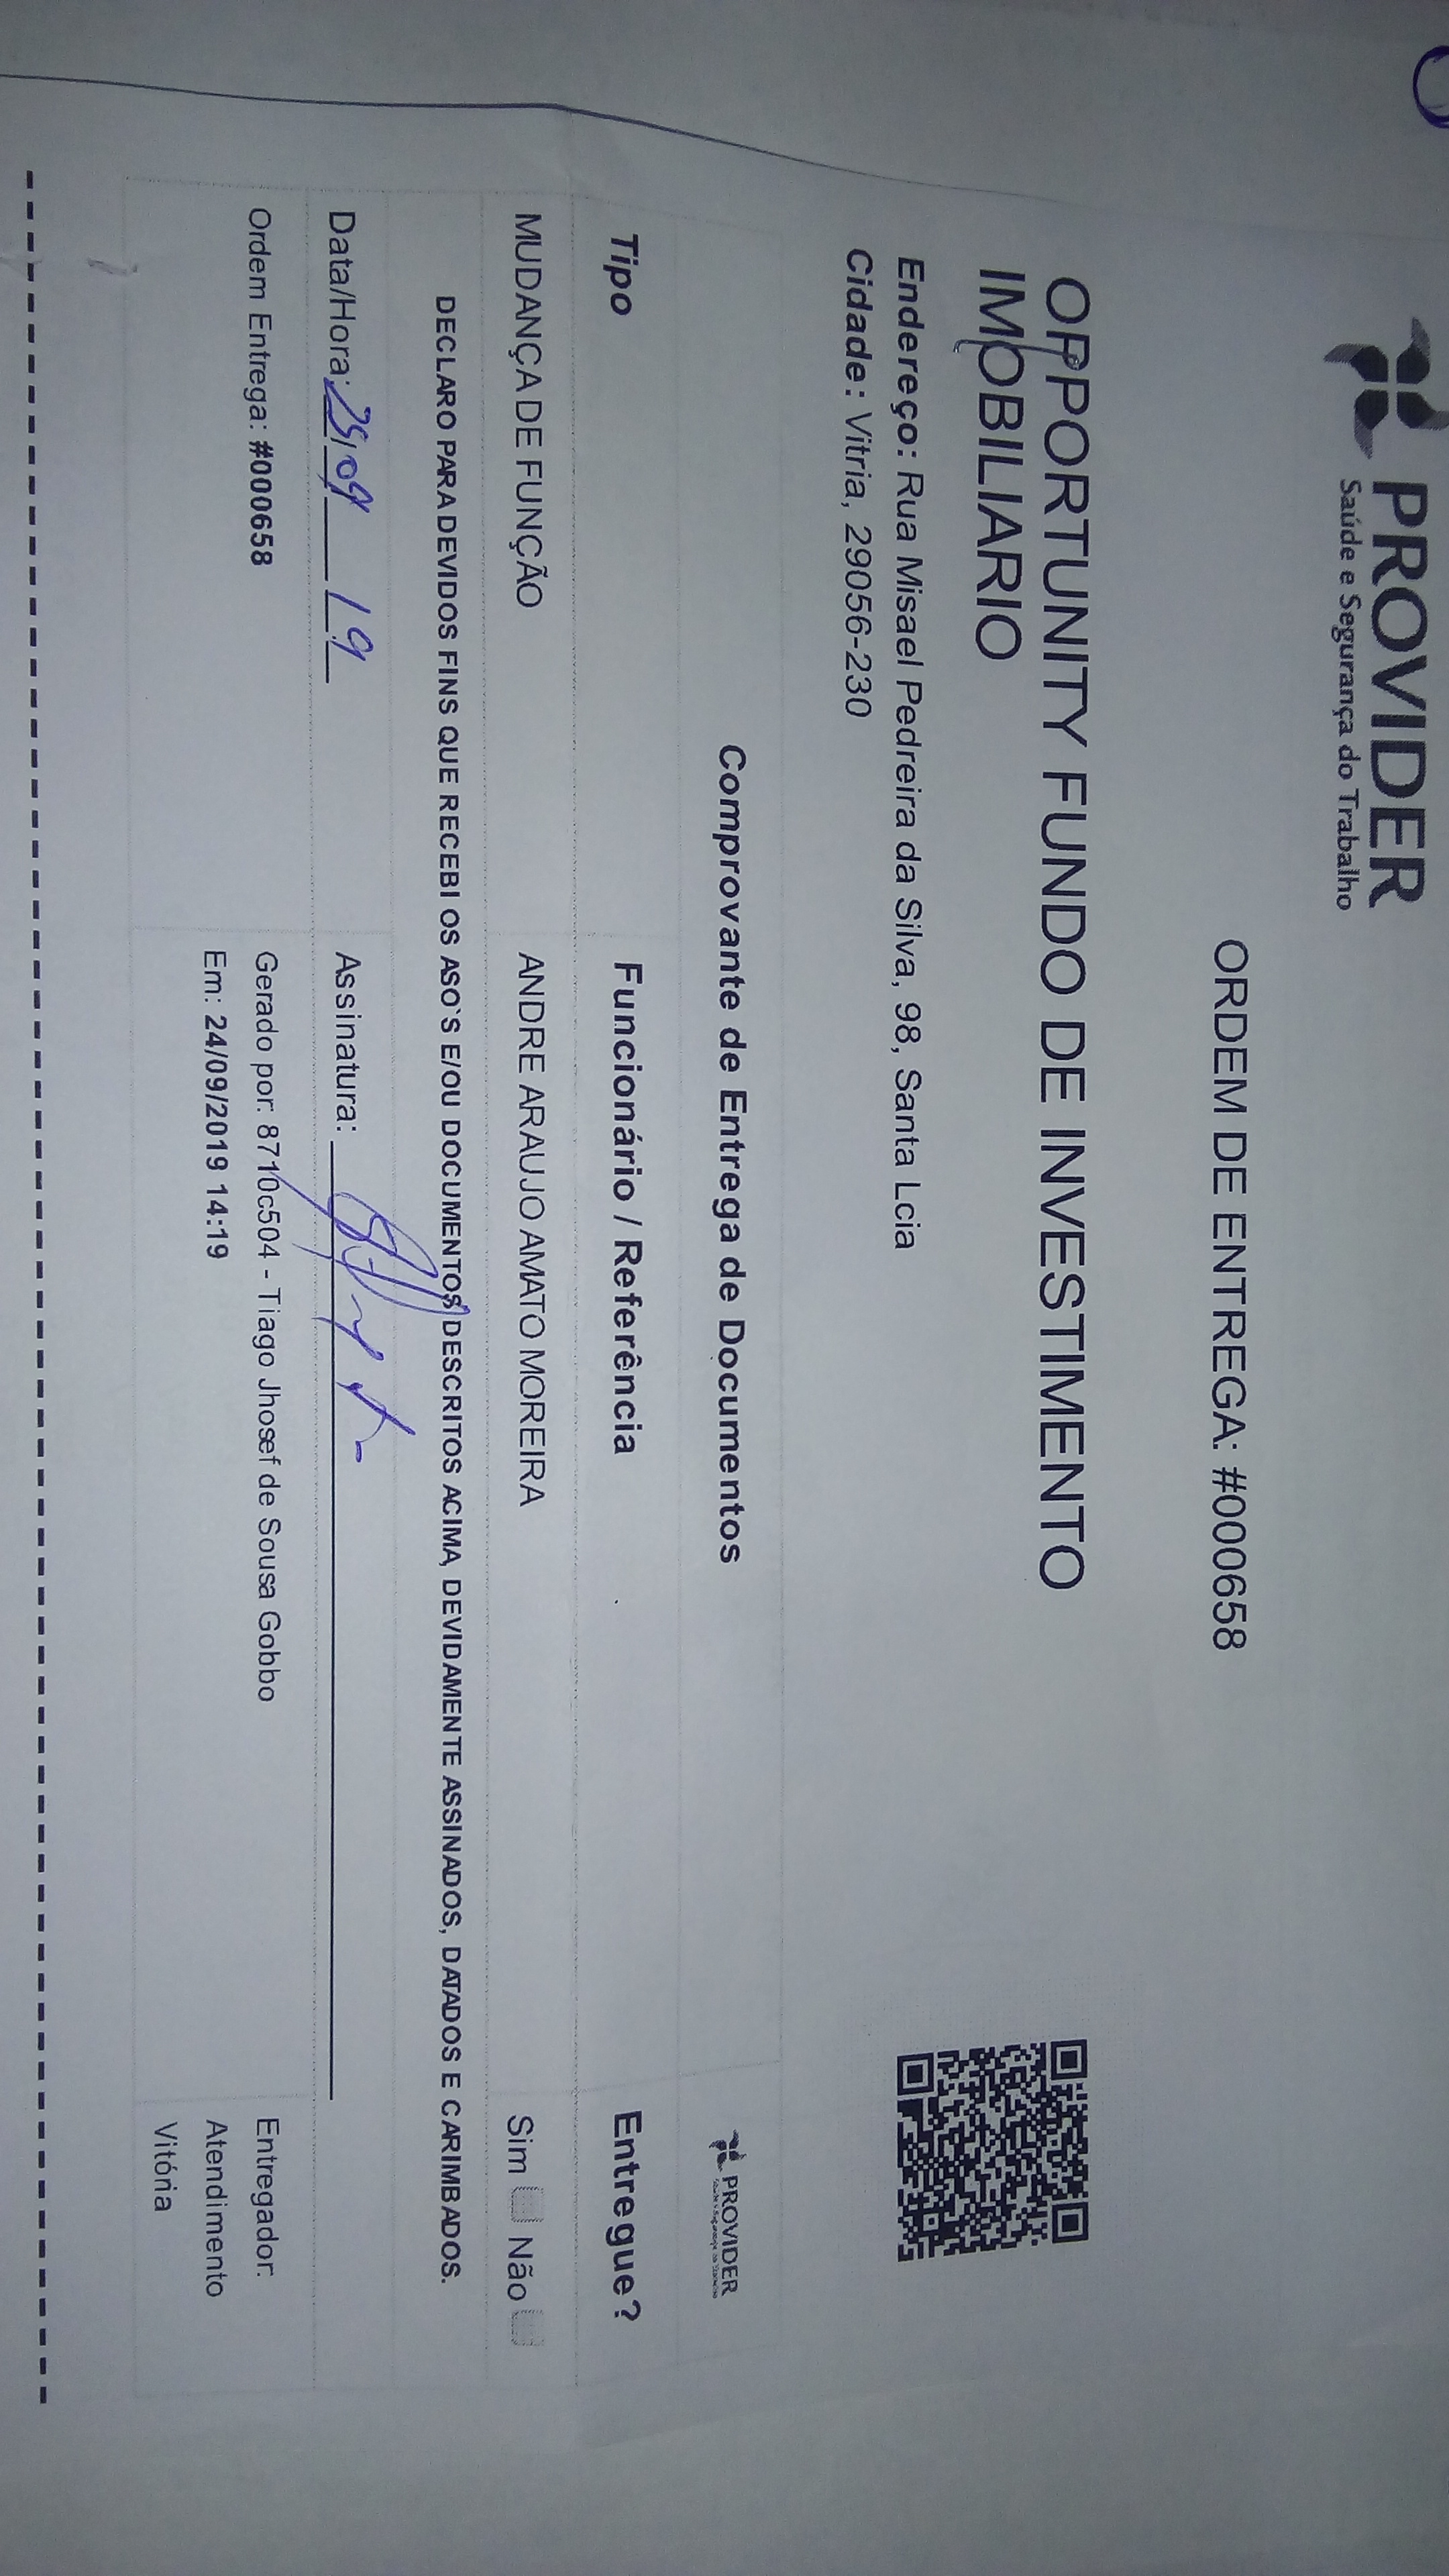 PROVIDER
Saúde e Segurança do Trabalho
ORDEM DE ENTREGA: #000658
OPPORTUNITY FUNDO DE INVESTIMENTO
IMOBILIARIO
Endereço: Rua Misael Pedreira da Silva, 98, Santa Lcia
Cidade: Vitria, 29056-230
Comprovante de Entrega de Documentos
PROVIDER
Tipo Funcionário / Referência Entregue?
MUDANÇA DE FUNÇÃO ANDRE ARAUJO AMATO MOREIRA Sim Não
DECLARO PARA DEVIDOS FINS QUE RECEBI OS ASO`S E/OU DOCUMENTOS DESCRITOS ACIMA, DEVIDAMENTE ASSINADOS, DATADOS E CARIMBADOS.
Data/Hora: 25/09 19 Assinatura:
Ordem Entrega: #000658 Gerado por: 8710c504 - Tiago Jhosef de Sousa Gobbo Entregador:
Em: 24/09/2019 14:19 Atendimento
Vitória